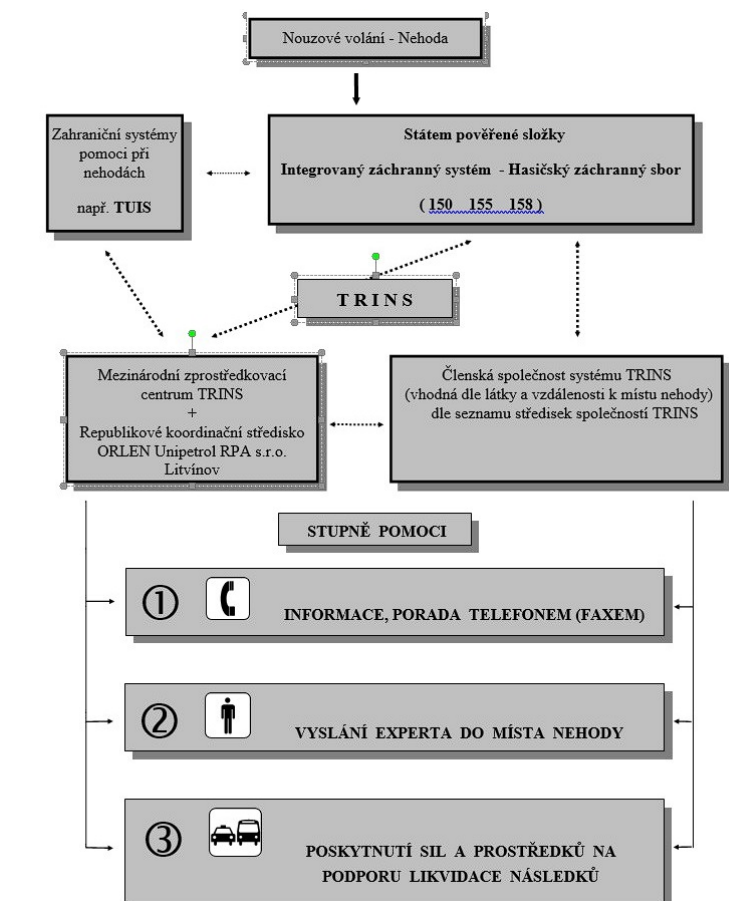 Nouzové volání - Nehoda
Zahraniční systémy
pomoci při
nehodách
např. TUIS
Státem pověřené složky
Integrovaný záchranný systém - Hasičský záchranný sbor
( 150 155 158 )
T R I N S
Mezinárodní zprostředkovací
centrum TRINS
+
Republikové koordinační středisko
ORLEN Unipetrol RPA s.r.o.
Litvínov
Členská společnost systému TRINS
(vhodná dle látky a vzdálenosti k místu nehody)
dle seznamu středisek společností TRINS
STUPNĚ POMOCI
① INFORMACE, PORADA TELEFONEM (FAXEM)
② VYSLÁNÍ EXPERTA DO MÍSTA NEHODY
③ POSKYTNUTÍ SIL A PROSTŘEDKŮ NA
PODPORU LIKVIDACE NÁSLEDKŮ